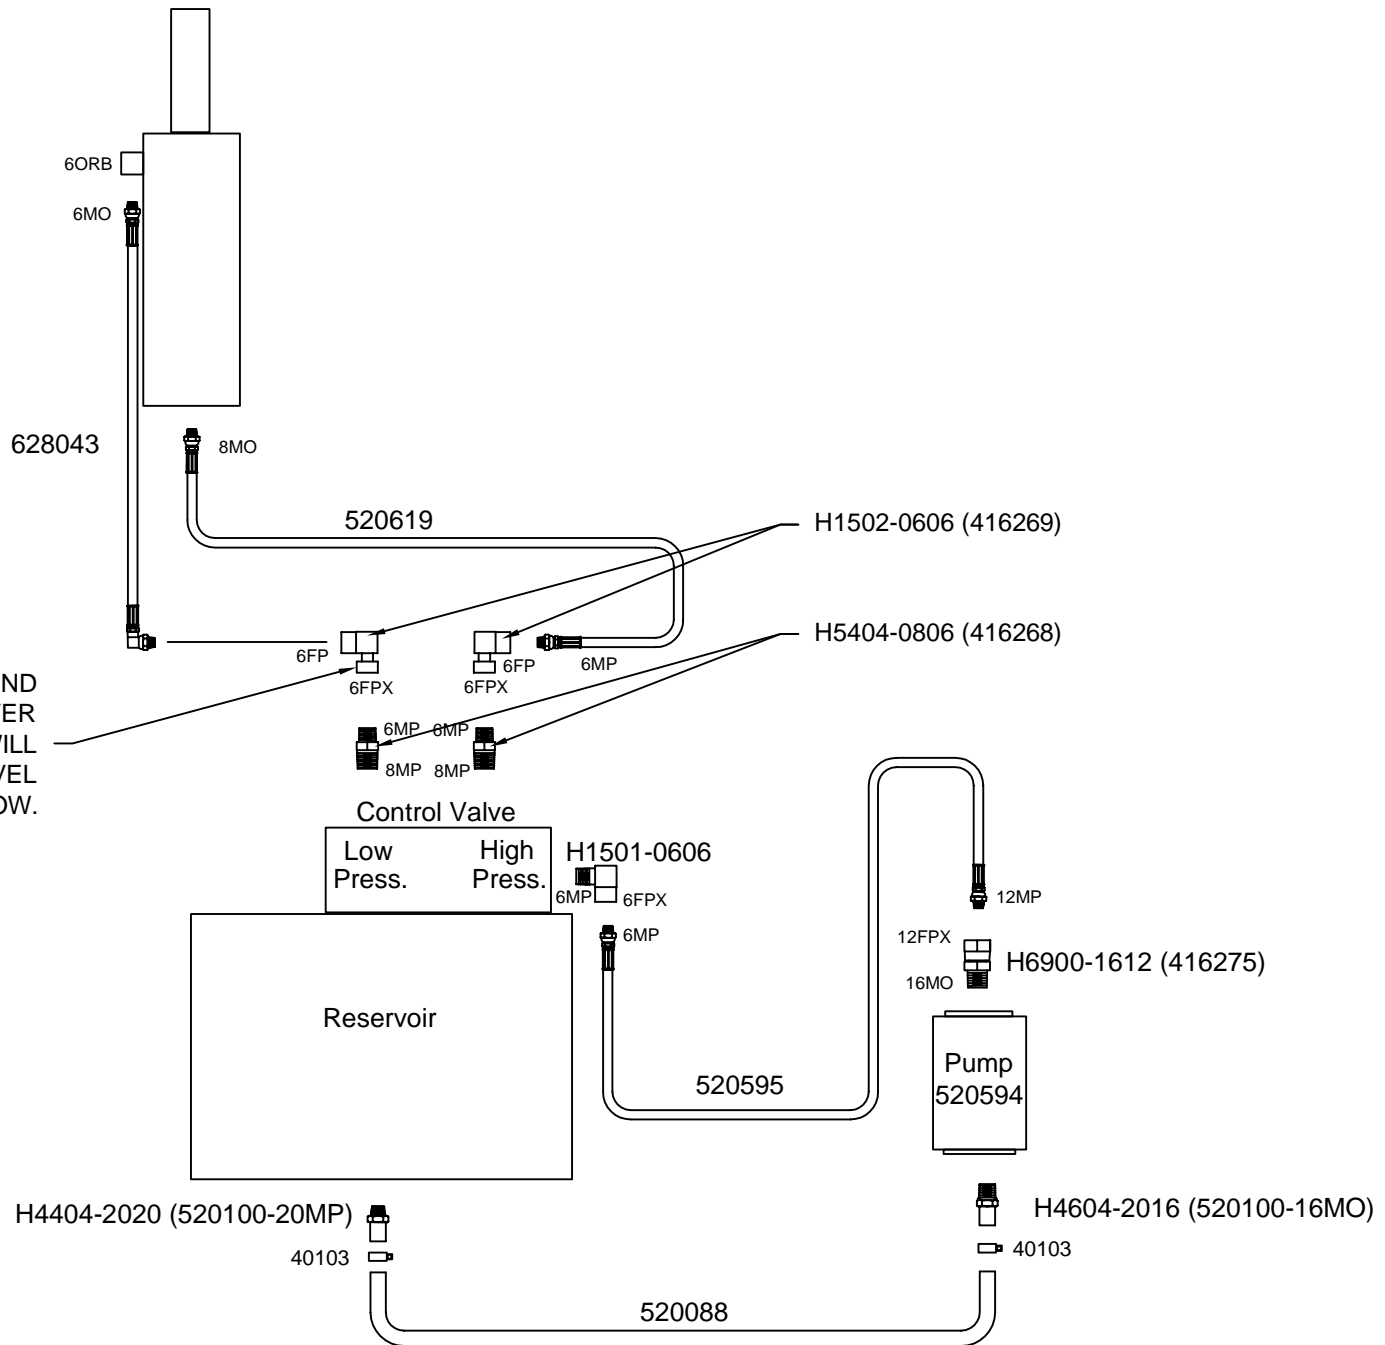 6ORB
6MO
628043
8MO
520619
H1502-0606 (416269)
H5404-0806 (416268)
6FP
6FPX
6FP
6FPX
6MP
ND
ER
WILL
VEL
OW.
6MP
6MP
8MP
8MP
Control Valve
Low
Press.
High
Press.
H1501-0606
6MP
6FPX
6MP
12MP
12FPX
H6900-1612 (416275)
16MO
Reservoir
Pump
520594
520595
H4404-2020 (520100-20MP)
H4604-2016 (520100-16MO)
40103
40103
520088